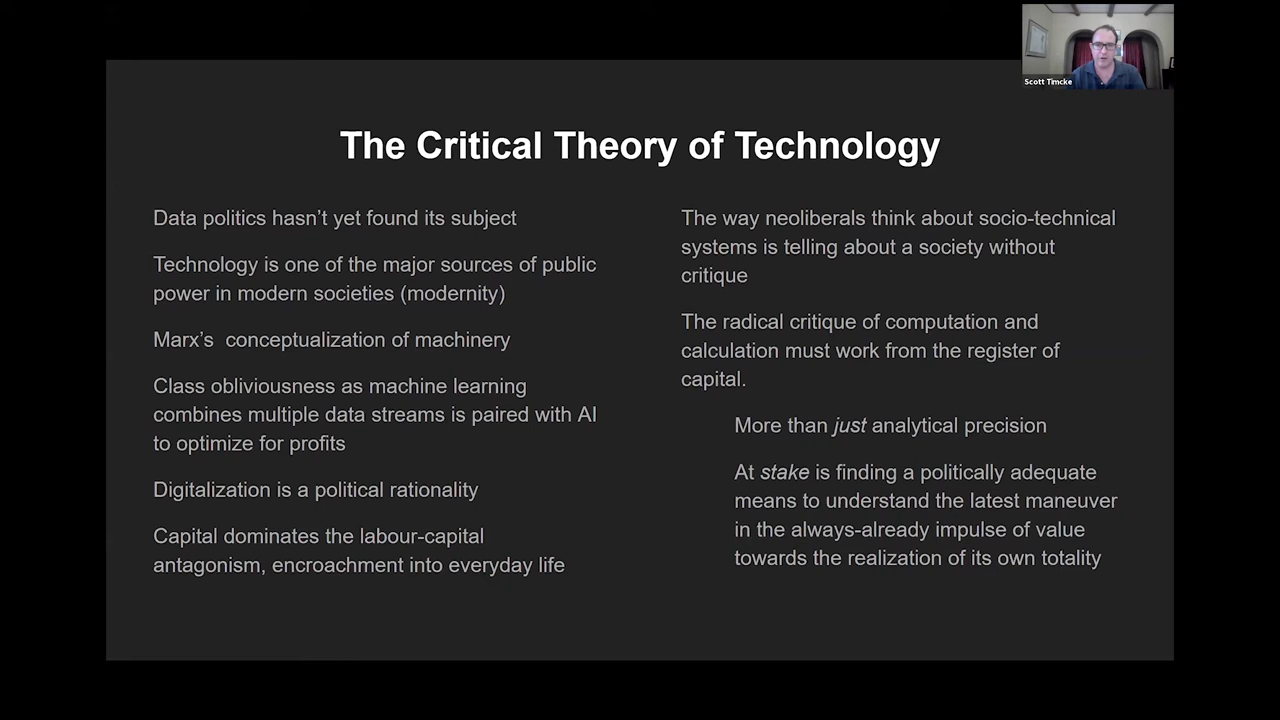 Scott Timcke
The Critical Theory of Technology
Data politics hasn't yet found its subject
Technology is one of the major sources of public
power in modern societies (modernity)
Marx's  conceptualization of machinery
Class obliviousness as machine learning
combines multiple data streams is paired with AI
to optimize for profits
Digitalization is a political rationality
Capital dominates the labour-capital
antagonism, encroachment into everyday life
The way neoliberals think about socio-technical
systems is telling about a society without
critique
The radical critique of computation and
calculation must work from the register of
capital.
More than just analytical precision
At stake is finding a politically adequate
means to understand the latest maneuver
in the always-already impulse of value
towards the realization of its own totality